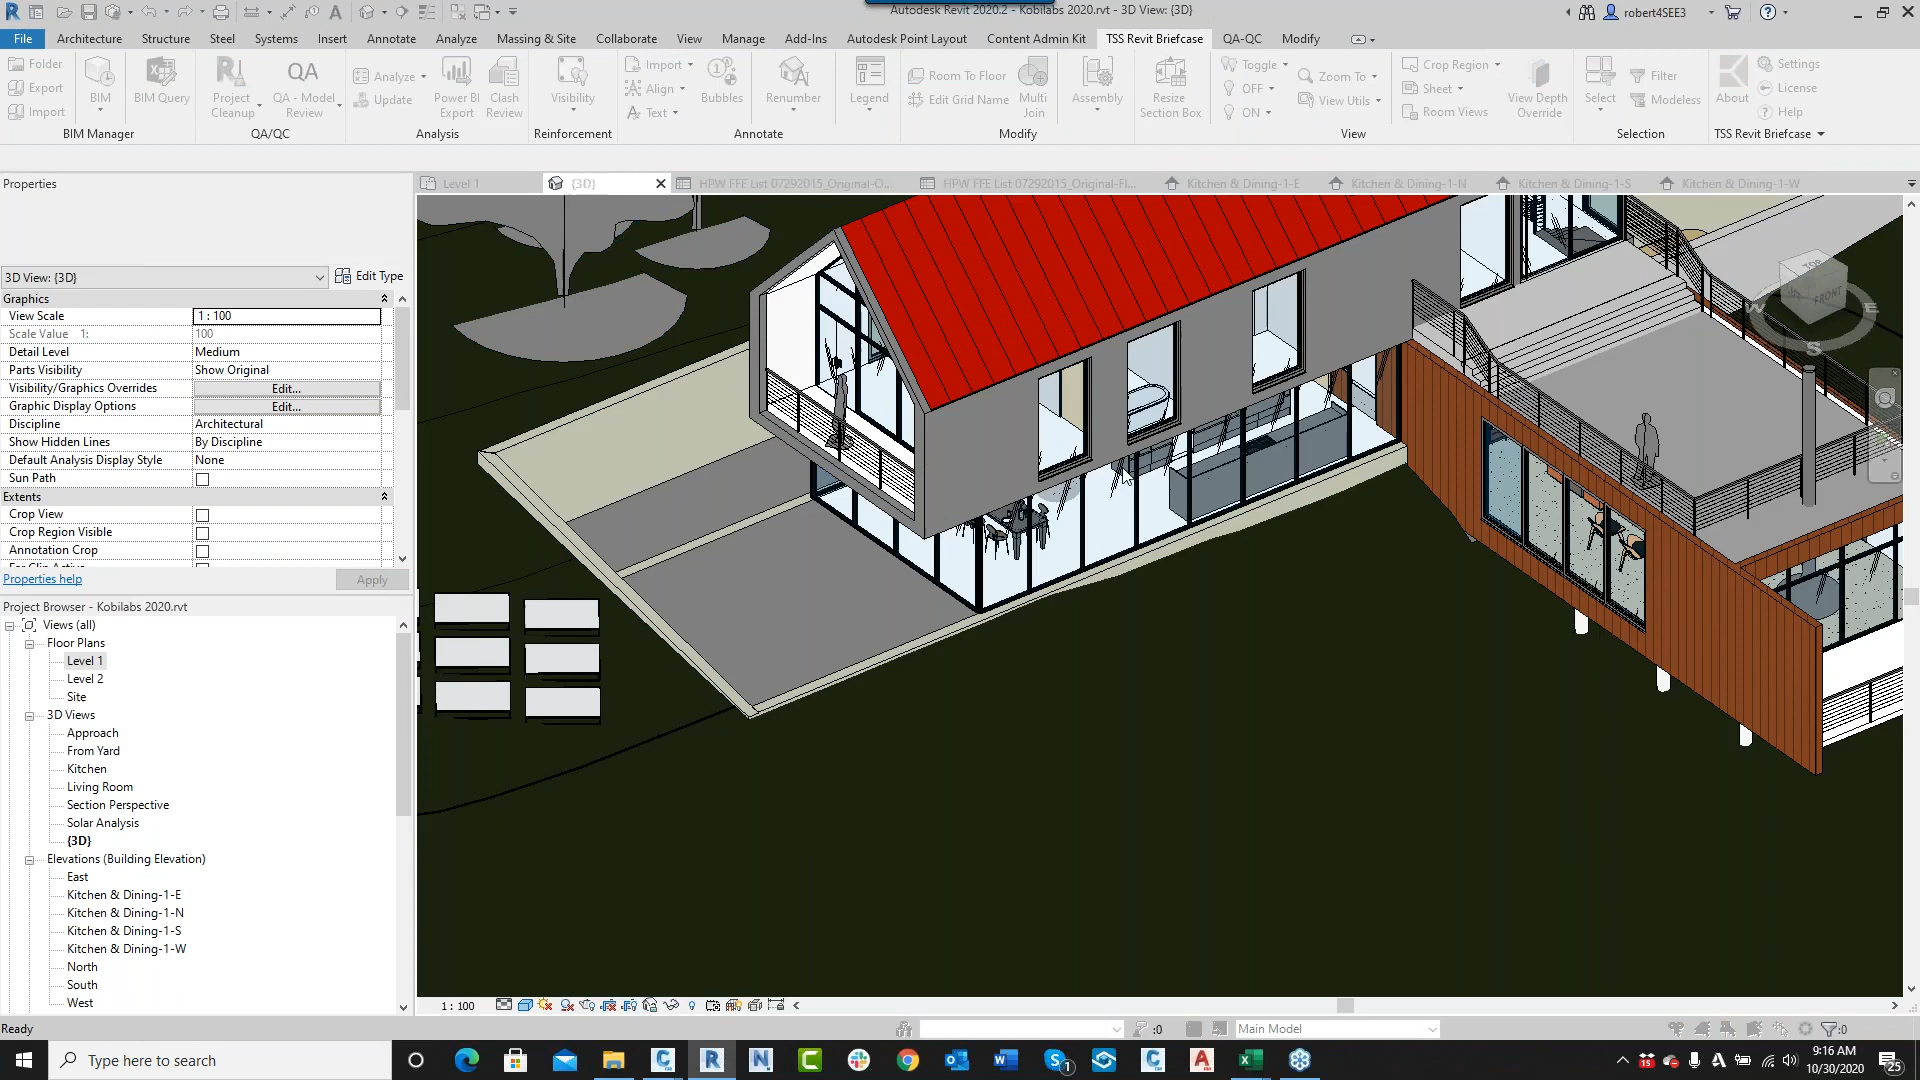 Autodesk Revit 2020.2 - Kobilabs 2020.rvt - 3D View: {3D}
robert4SEE3
File Architecture Structure Steel Systems Insert Annotate Analyze Massing & Site Collaborate View Manage Add-Ins Autodesk Point Layout Content Admin Kit TSS Revit Briefcase QA-QC Modify
Folder
Export
Import
BIM
BIM Query
Project
Cleanup
QA - Model
Review
Analyze
Update
Power BI
Export
Clash
Review
Visibility
Import
Align
Text
Bubbles
Renumber
Legend
Room To Floor
Edit Grid Name
Multi
Join
Assembly
Resize
Section Box
Toggle
OFF
ON
Zoom To
View Utils
Crop Region
Sheet
Room Views
View Depth
Override
Select
Filter
Modeless
About
Settings
License
Help
BIM Manager QA/QC Analysis Reinforcement Annotate Modify View Selection TSS Revit Briefcase
Properties
Level 1 {3D} HPW FFE List 07292015_Original-O... HPW FFE List 07292015_Original-Fl... Kitchen & Dining-1-E Kitchen & Dining-1-N Kitchen & Dining-1-S Kitchen & Dining-1-W
3D View: {3D} Edit Type
Graphics
View Scale 1 : 100
Scale Value 1: 100
Detail Level Medium
Parts Visibility Show Original
Visibility/Graphics Overrides Edit...
Graphic Display Options Edit...
Discipline Architectural
Show Hidden Lines By Discipline
Default Analysis Display Style None
Sun Path
Extents
Crop View
Crop Region Visible
Annotation Crop
Properties help Apply
Project Browser - Kobilabs 2020.rvt
Views (all)
Floor Plans
Level 1
Level 2
Site
3D Views
Approach
From Yard
Kitchen
Living Room
Section Perspective
Solar Analysis
{3D}
Elevations (Building Elevation)
East
Kitchen & Dining-1-E
Kitchen & Dining-1-N
Kitchen & Dining-1-S
Kitchen & Dining-1-W
North
South
West
TOP
FRONT
W
E
S
1 : 100
Ready
:0
Main Model
:0
Type here to search
9:16 AM
10/30/2020
25